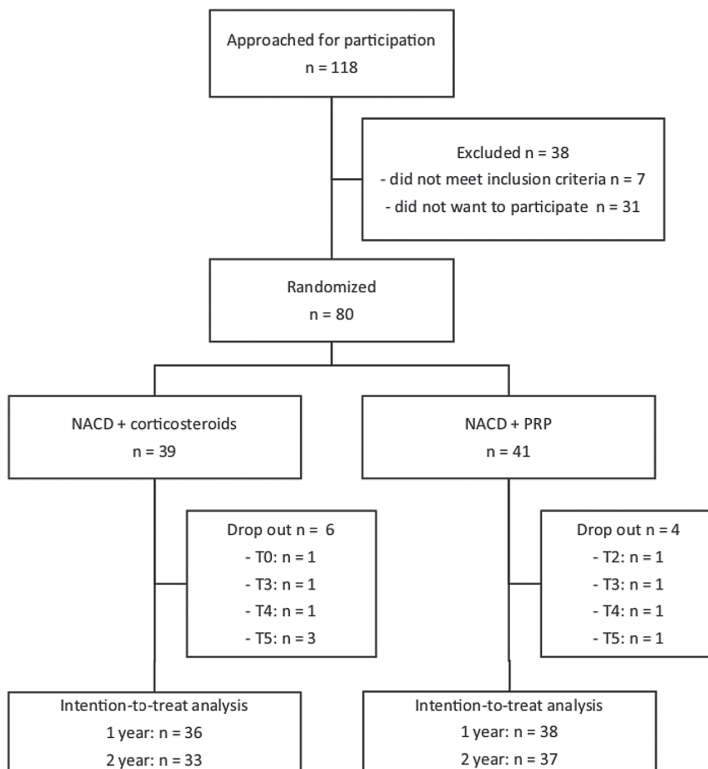 Approached for participation
n = 118
Excluded n = 38
- did not meet inclusion criteria n = 7
- did not want to participate n = 31
Randomized
n = 80
NACD + corticosteroids
n = 39
NACD + PRP
n = 41
Drop out n = 6
- T0: n = 1
- T3: n = 1
- T4: n = 1
- T5: n = 3
Drop out n = 4
- T2: n = 1
- T3: n = 1
- T4: n = 1
- T5: n = 1
Intention-to-treat analysis
1 year: n = 36
2 year: n = 33
Intention-to-treat analysis
1 year: n = 38
2 year: n = 37